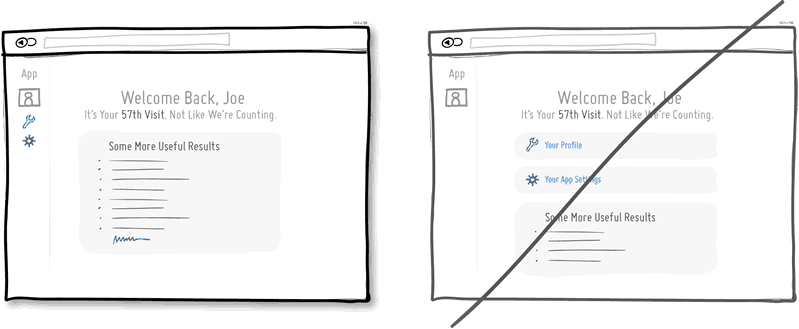 App
Welcome Back, Joe
It's Your 57th Visit. Not Like We're Counting.
Some More Useful Results
App
Welcome Back, Joe
It's Your 57th Visit. Not Like We're Counting.
Your Profile
Your App Settings
Some More Useful Results